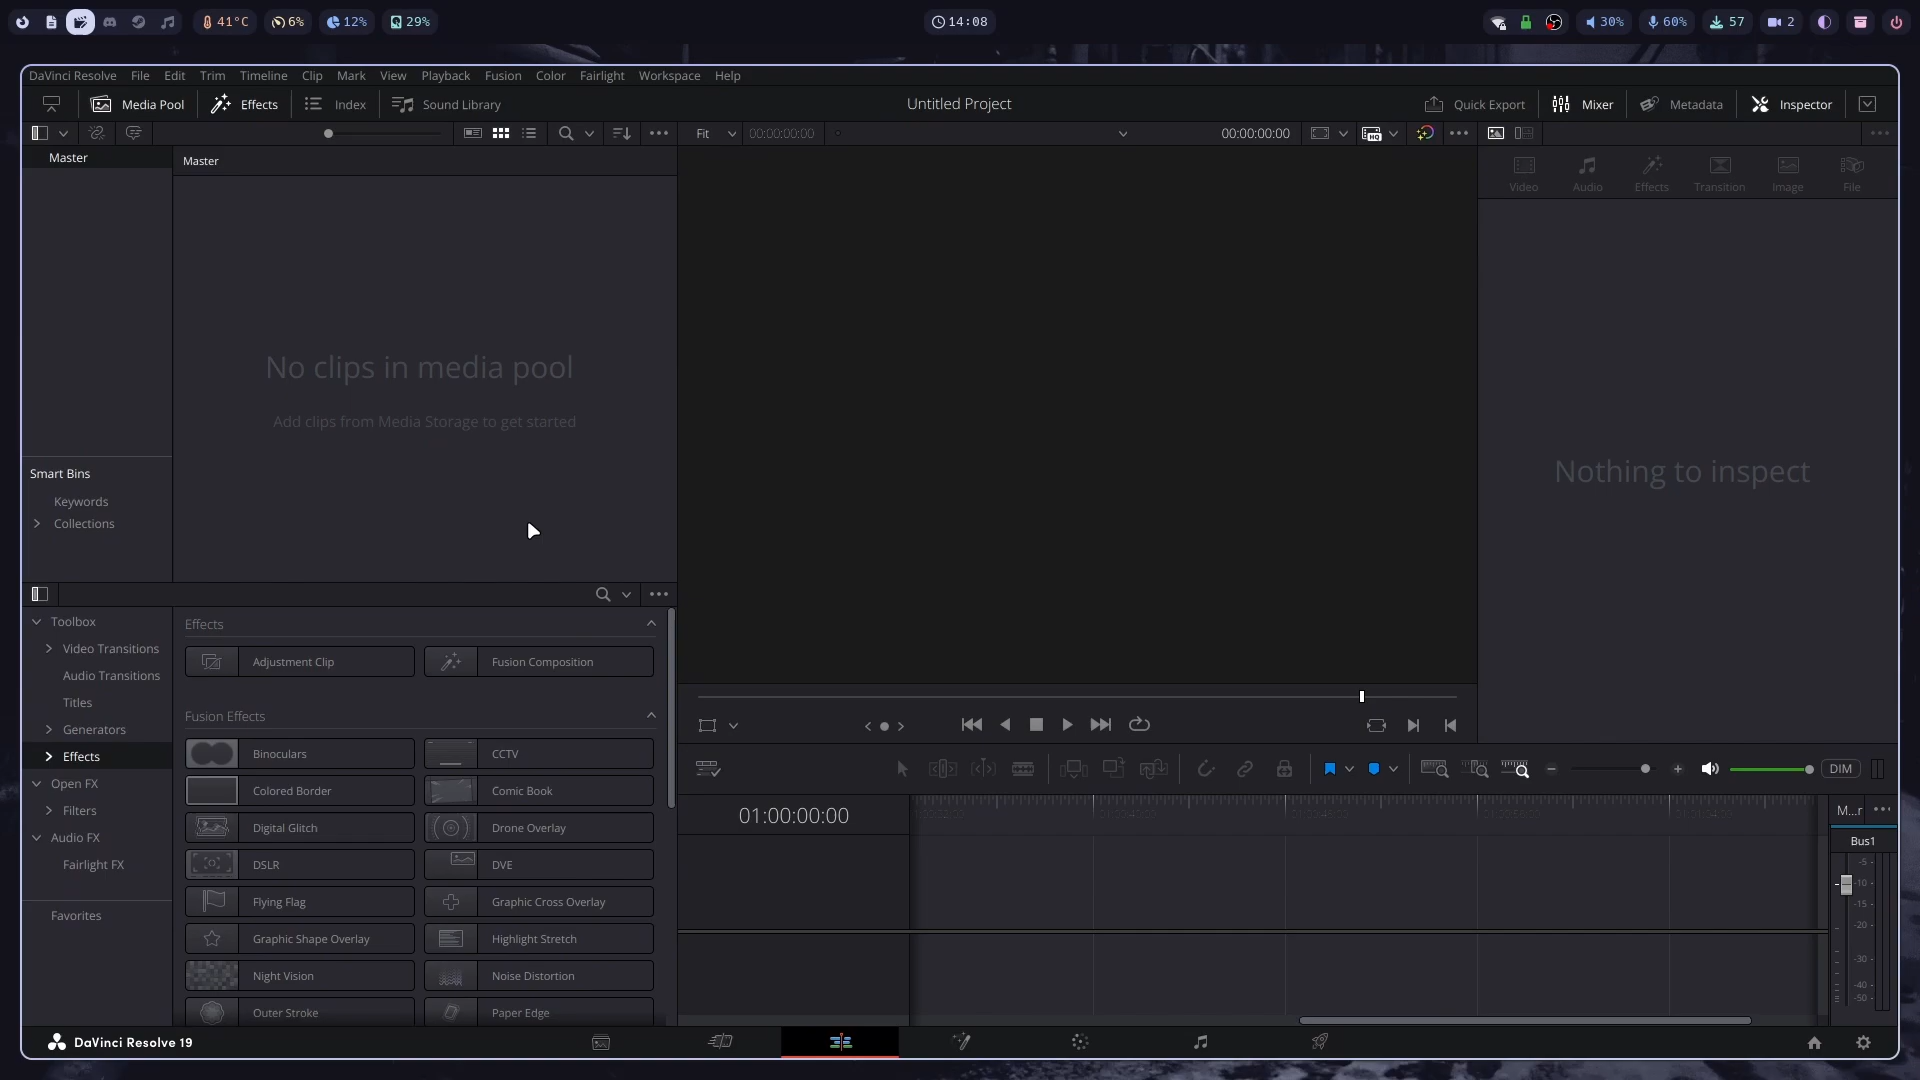 41°C 6% 12% 29% 14:08 30% 60% 57 2
DaVinci Resolve File Edit Trim Timeline Clip Mark View Playback Fusion Color Fairlight Workspace Help
Media Pool Effects Index Sound Library Untitled Project Quick Export Mixer Metadata Inspector
Fit 00:00:00:00 00:00:00:00
Master
Master
Video Audio Effects Transition Image File
No clips in media pool
Add clips from Media Storage to get started
Nothing to inspect
Smart Bins
Keywords
Collections
Toolbox
Video Transitions
Audio Transitions
Titles
Generators
Effects
Open FX
Filters
Audio FX
Fairlight FX
Favorites
Effects
Adjustment Clip Fusion Composition
Fusion Effects
Binoculars CCTV
Colored Border Comic Book
Digital Glitch Drone Overlay
DSLR DVE
Flying Flag Graphic Cross Overlay
Graphic Shape Overlay Highlight Stretch
Night Vision Noise Distortion
Outer Stroke Paper Edge
DIM
01:00:00:00
M...r
Bus1
-5
-10
-15
-20
-30
-40
-50
DaVinci Resolve 19